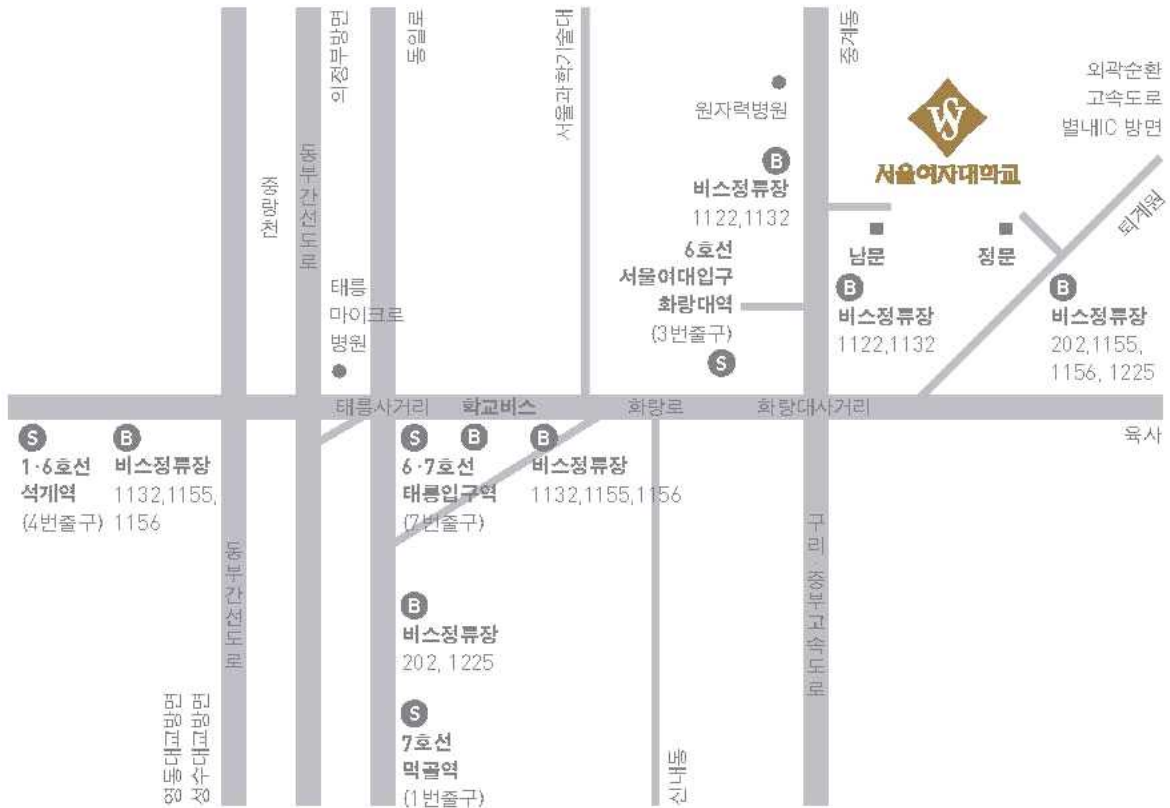 의정부방면
동일로
서울과학기술대
중계동
외곽순환
고속도로
별내IC 방면
원자력병원
서울여자대학교
동부간선도로
중랑천
B
버스정류장
1122,1132
퇴계원
남문
정문
6호선
서울여대입구
화랑대역
(3번출구)
S
B
버스정류장
1122,1132
B
버스정류장
202,1155,
1156, 1225
태릉
마이크로
병원
태릉사거리
학교버스
화랑로
화랑대사거리
육사
S
1·6호선
석계역
(4번출구)
B
버스정류장
1132,1155,
1156
S
6·7호선
태릉입구역
(7번출구)
B
B
버스정류장
1132,1155,1156
동부간선도로
구리·중부고속도로
B
버스정류장
202, 1225
S
7호선
먹골역
(1번출구)
영동대교방면
성수대교방면
신내동